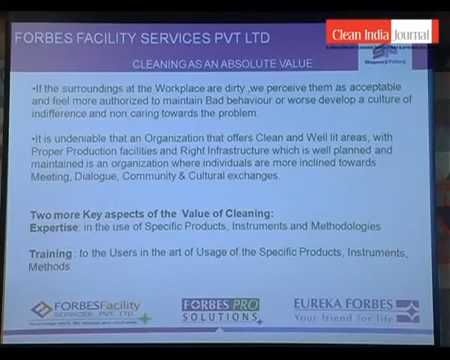 Clean India Journal
FORBES FACILITY SERVICES PVT LTD
CLEANING AS AN ABSOLUTE VALUE
Shapoorji Pallonji
•If the surroundings at the Workplace are dirty ,we perceive them as acceptable
and feel more authorized to maintain Bad behaviour or worse develop a culture of
indifference and non caring towards the problem.
•It is undeniable that an Organization that offers Clean and Well lit areas, with
Proper Production facilities and Right Infrastructure which is well planned and
maintained is an organization where individuals are more inclined towards
Meeting, Dialogue, Community & Cultural exchanges.
Two more Key aspects of the Value of Cleaning:
Expertise: in the use of Specific Products, Instruments and Methodologies
Training: to the Users in the art of Usage of the Specific Products, Instruments,
Methods
FORBESFacility
SERVICES PVT. LTD.
FORBES PRO
SOLUTIONS
EUREKA FORBES
Your friend for life